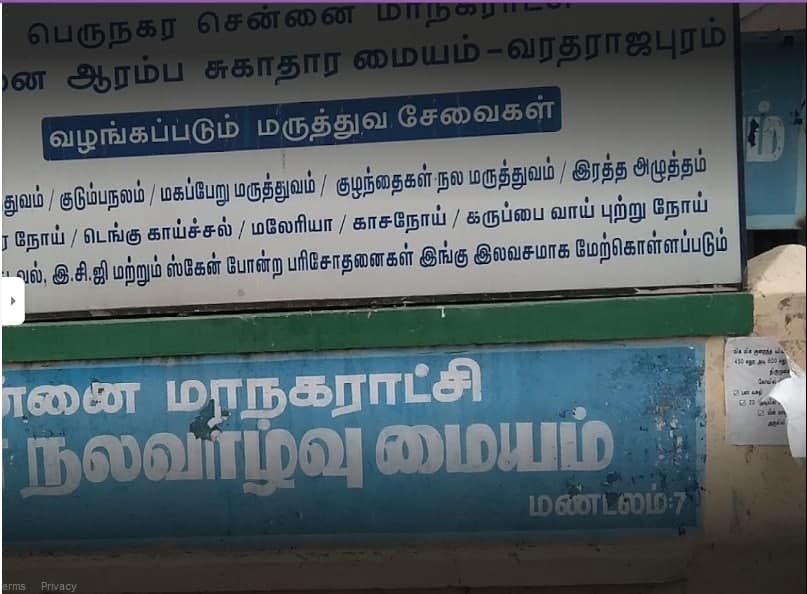 பெருநகர சென்னை மாநகராட்சி
ஆரம்ப சுகாதார மையம் – வரதராஜபுரம்
வழங்கப்படும் மருத்துவ சேவைகள்
துவம் / குடும்பநலம் / மகப்பேறு மருத்துவம் / குழந்தைகள் நல மருத்துவம் / இரத்த அழுத்தம்
நோய் / டெங்கு காய்ச்சல் / மலேரியா / காசநோய் / கருப்பை வாய் புற்று நோய்
இ.சி.ஜி மற்றும் ஸ்கேன் போன்ற பரிசோதனைகள் இங்கு இலவசமாக மேற்கொள்ளப்படும்
ன்னை மாநகராட்சி
நலவாழ்வு மையம்
மண்டலம்:7
Privacy